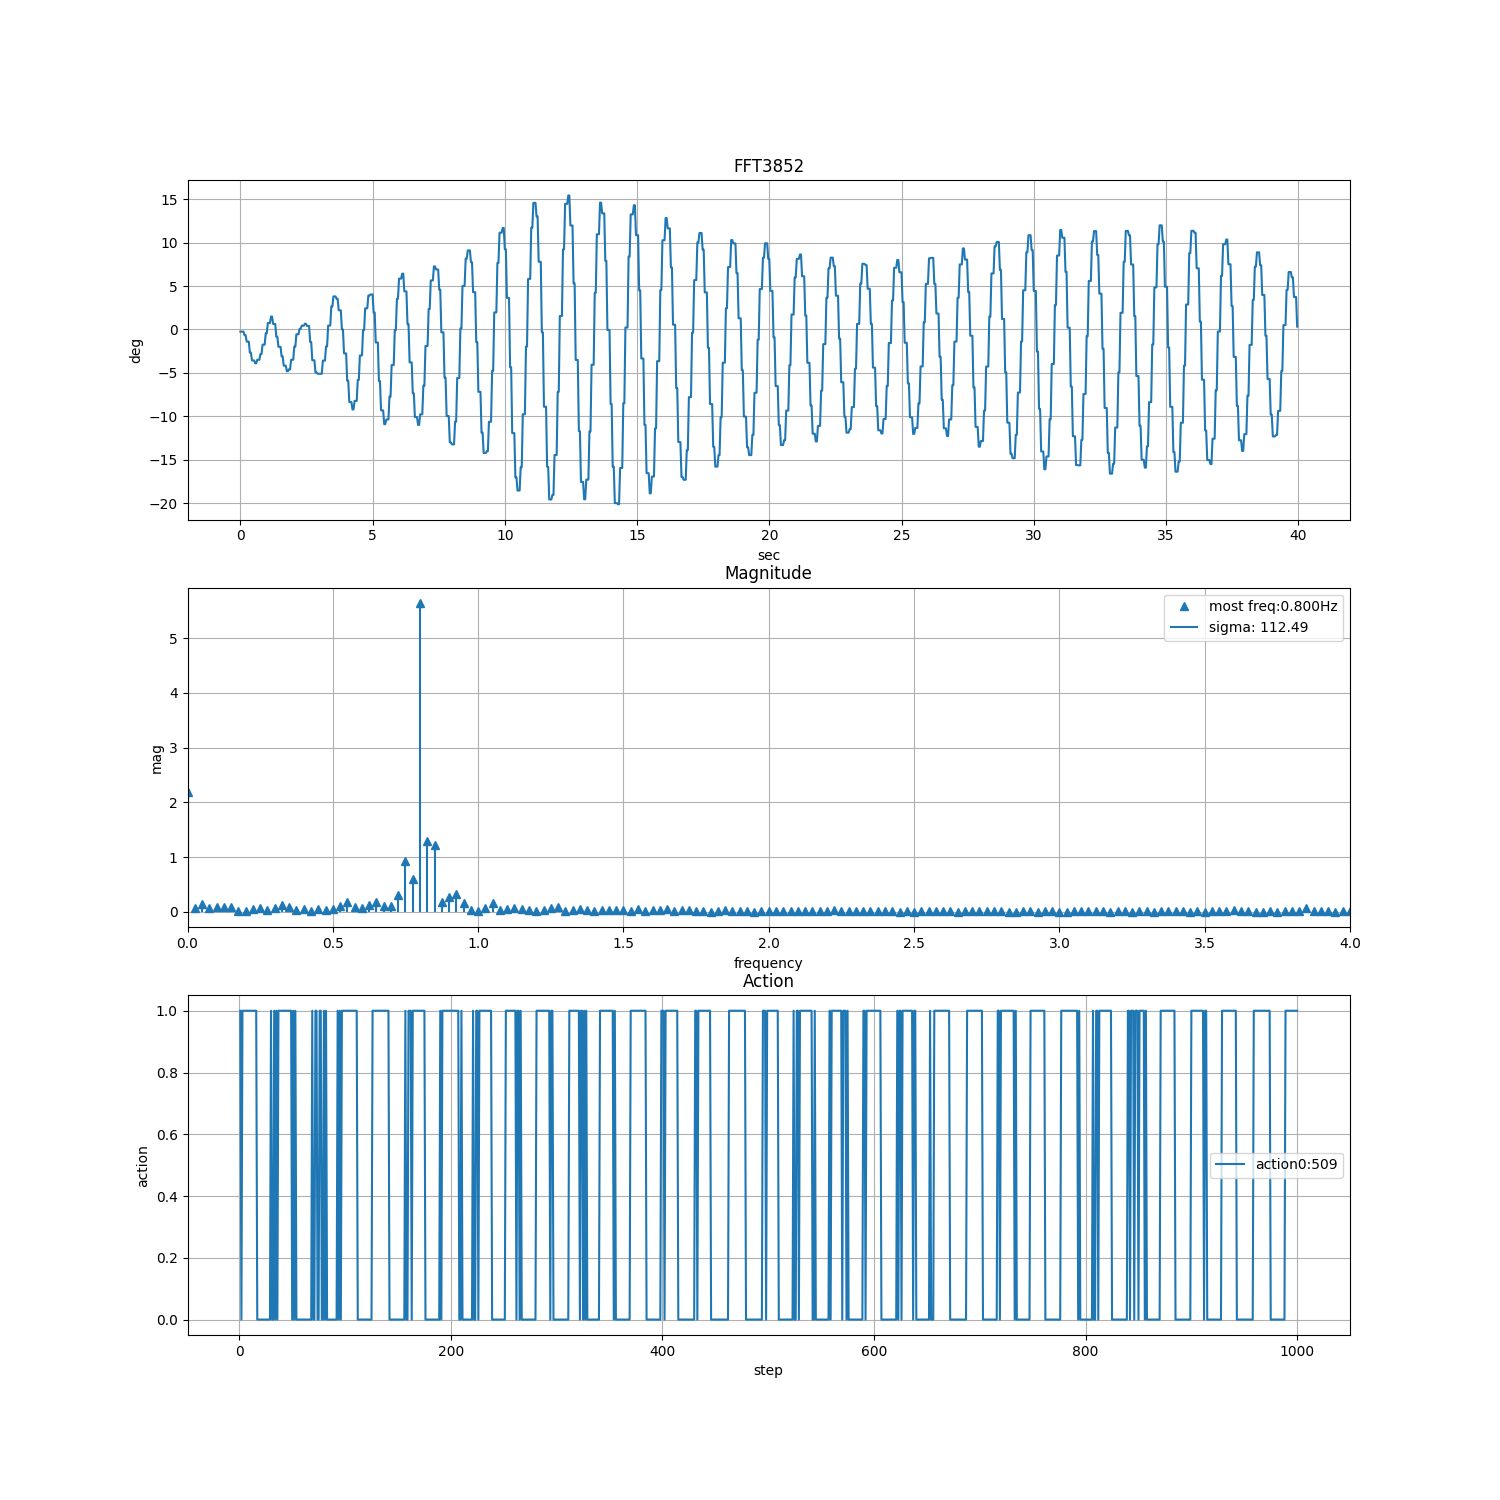 FFT3852
15
10
5
0
−5
−10
−15
−20
deg
0 5 10 15 20 25 30 35 40
sec
Magnitude
most freq:0.800Hz
sigma: 112.49
5
4
3
2
1
0
mag
0.0 0.5 1.0 1.5 2.0 2.5 3.0 3.5 4.0
frequency
Action
1.0
0.8
0.6
0.4
0.2
0.0
action
action0:509
0 200 400 600 800 1000
step